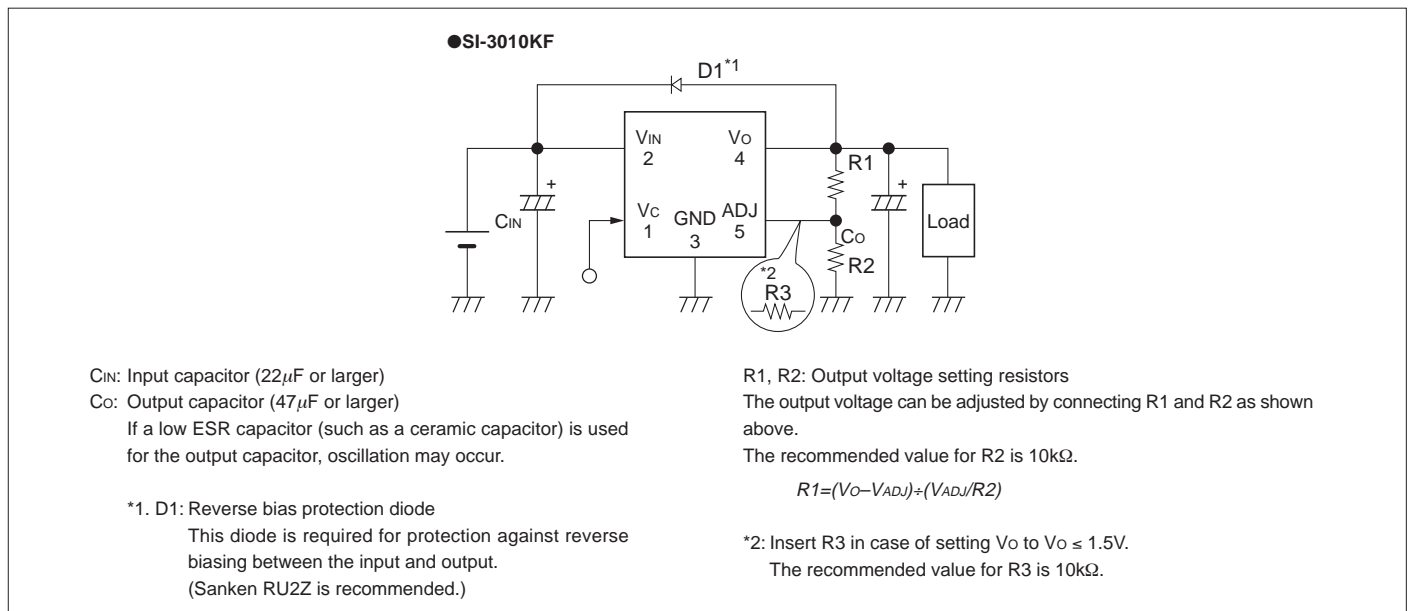 ●SI-3010KF
D1*1
VIN
2
VO
4
R1
+
+
CIN
VC
1
GND
3
ADJ
5
Load
CO
R2
*2
R3
CIN: Input capacitor (22µF or larger)
CO: Output capacitor (47µF or larger)
If a low ESR capacitor (such as a ceramic capacitor) is used
for the output capacitor, oscillation may occur.
*1. D1: Reverse bias protection diode
This diode is required for protection against reverse
biasing between the input and output.
(Sanken RU2Z is recommended.)
R1, R2: Output voltage setting resistors
The output voltage can be adjusted by connecting R1 and R2 as shown
above.
The recommended value for R2 is 10kΩ.
R1=(VO–VADJ)÷(VADJ/R2)
*2: Insert R3 in case of setting VO to VO ≤ 1.5V.
The recommended value for R3 is 10kΩ.